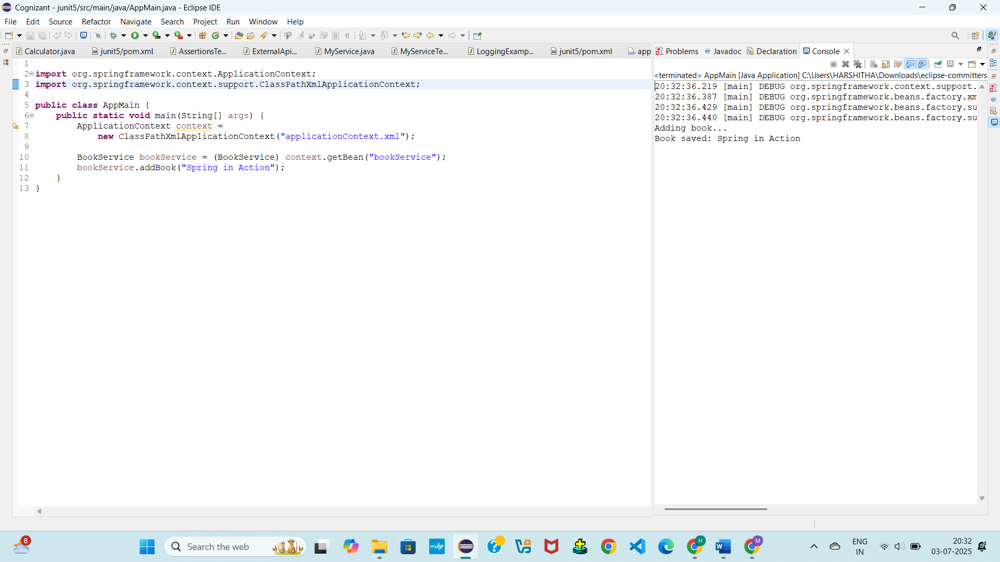 Cognizant - junit5/src/main/java/AppMain.java - Eclipse IDE
File Edit Source Refactor Navigate Search Project Run Window Help
Calculator.java junit5/pom.xml AssertionsTe... ExternalApi... MyService.java MyServiceTe... LoggingExamp... junit5/pom.xml app
1
2 import org.springframework.context.ApplicationContext;
3 import org.springframework.context.support.ClassPathXmlApplicationContext;
4
5 public class AppMain {
6 public static void main(String[] args) {
7 ApplicationContext context =
8 new ClassPathXmlApplicationContext("applicationContext.xml");
9
10 BookService bookService = (BookService) context.getBean("bookService");
11 bookService.addBook("Spring in Action");
12 }
13 }
Problems Javadoc Declaration Console
<terminated> AppMain [Java Application] C:\Users\HARSHITHA\Downloads\eclipse-committers
20:32:36.219 [main] DEBUG org.springframework.context.support.
20:32:36.387 [main] DEBUG org.springframework.beans.factory.xm
20:32:36.429 [main] DEBUG org.springframework.beans.factory.su
20:32:36.440 [main] DEBUG org.springframework.beans.factory.su
Adding book...
Book saved: Spring in Action
8
Search the web
myhp
H
W
M
ENG
IN
20:32
03-07-2025